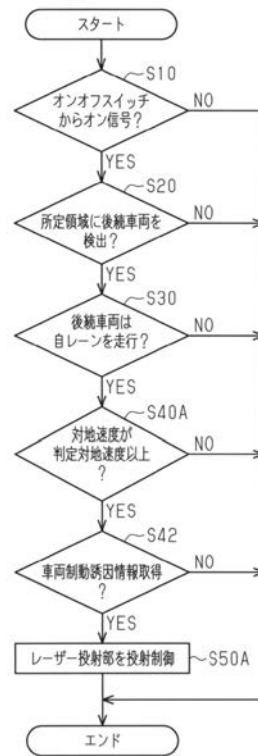 スタート
S10
オンオフスイッチ
からオン信号?
NO
YES
S20
所定領域に後続車両を
検出?
NO
YES
S30
後続車両は
自レーンを走行?
NO
YES
S40A
対地速度が
判定対地速度以上
?
NO
YES
S42
車両制動誘因情報取得
?
NO
YES
レーザー投射部を投射制御
S50A
エンド